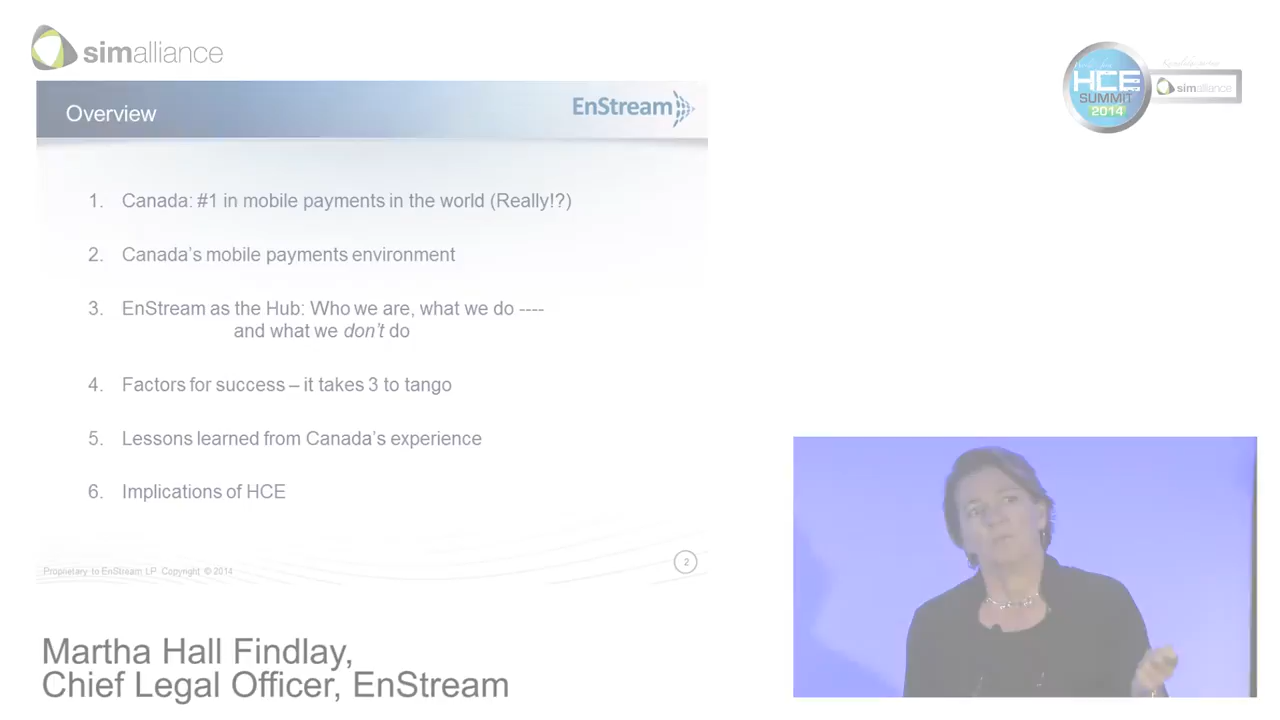 simalliance
HCE
SUMMIT
2014
simalliance
Overview
EnStream
1. Canada: #1 in mobile payments in the world (Really!?)
2. Canada's mobile payments environment
3. EnStream as the Hub: Who we are, what we do ----
and what we don't do
4. Factors for success – it takes 3 to tango
5. Lessons learned from Canada's experience
6. Implications of HCE
Proprietary to EnStream LP Copyright © 2014
2
Martha Hall Findlay,
Chief Legal Officer, EnStream